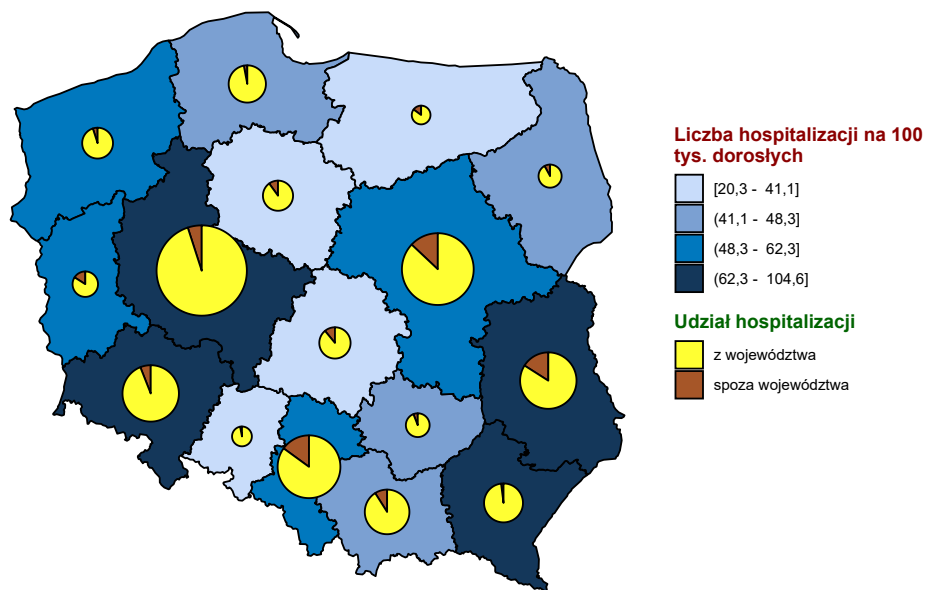 Liczba hospitalizacji na 100
tys. dorosłych
[20,3 - 41,1]
(41,1 - 48,3]
(48,3 - 62,3]
(62,3 - 104,6]
Udział hospitalizacji
z województwa
spoza województwa